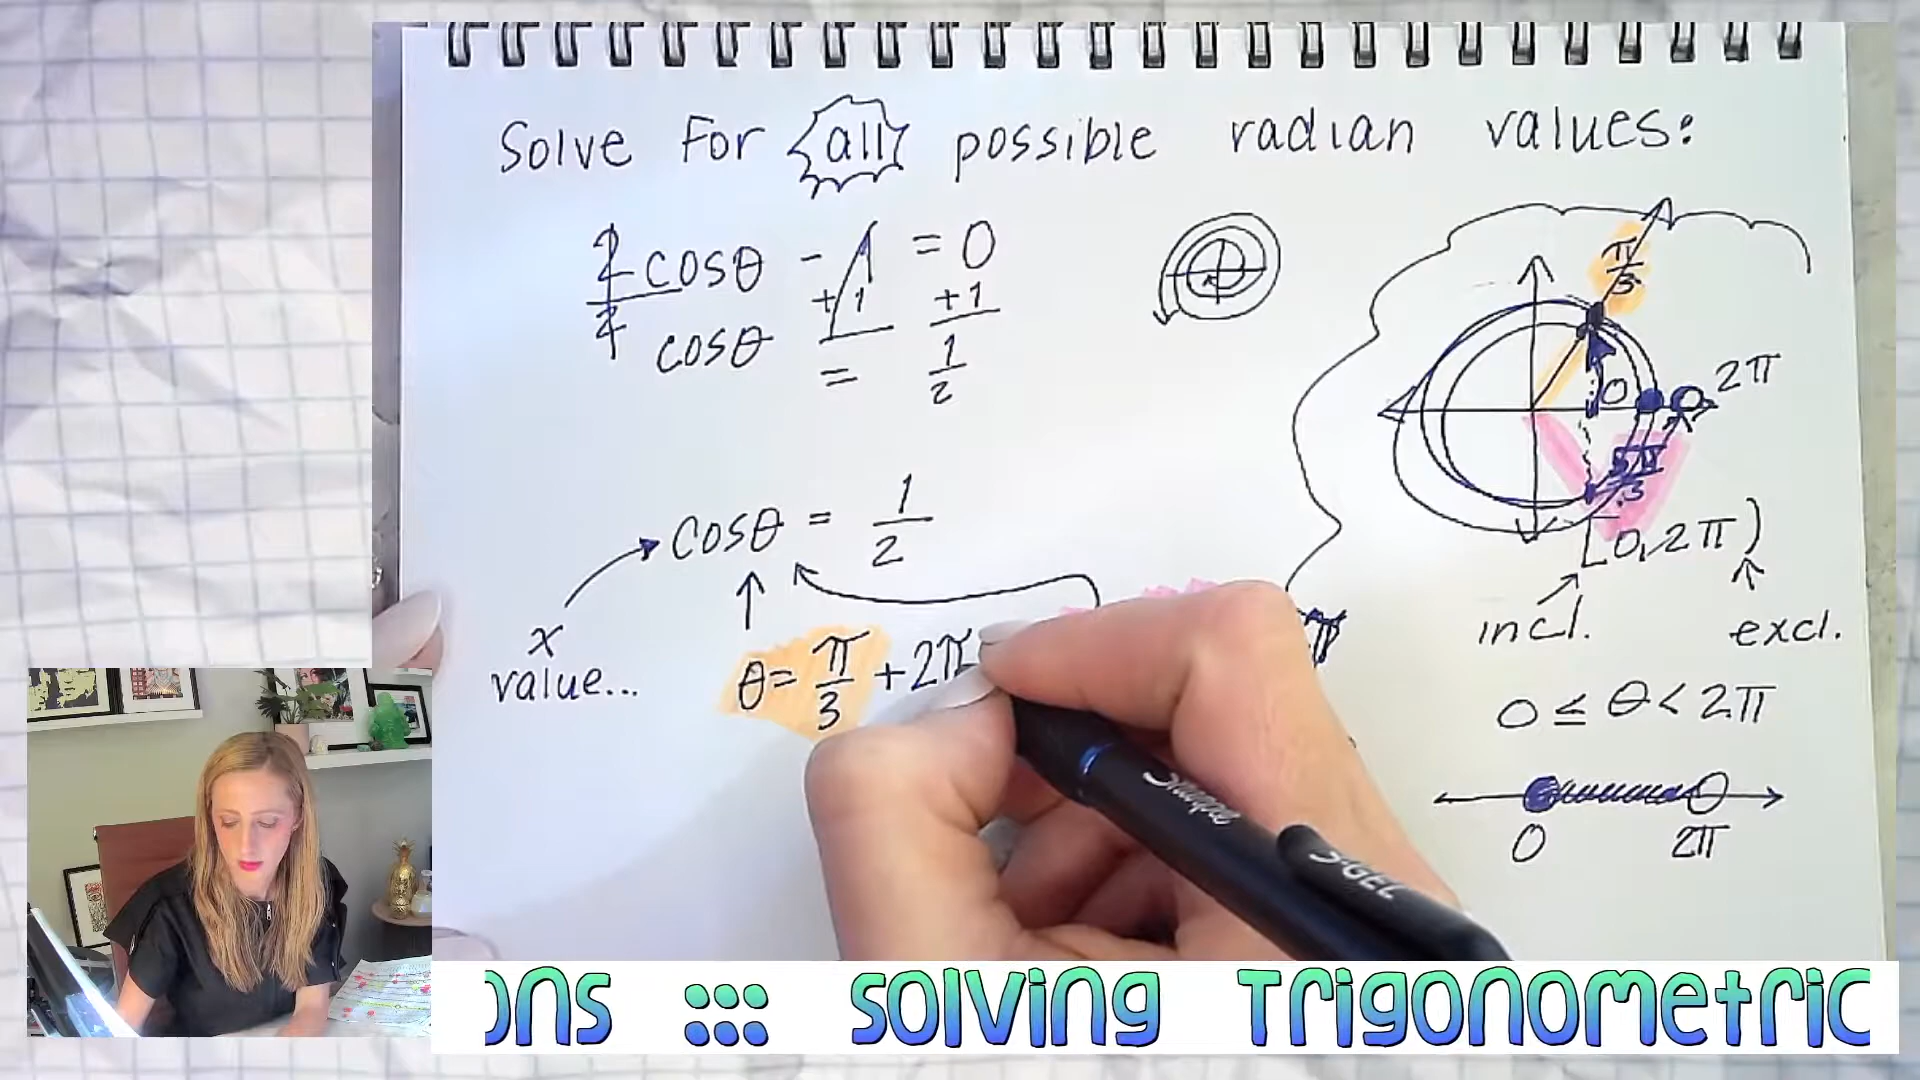 Solve For all possible radian values:
2 cosθ - 1 = 0
+1 +1
2
cosθ = 1/2
π/3
0
2π
5π/3
[0, 2π)
incl. excl.
cosθ = 1/2
x
value...
θ = π/3 + 2π
π
0 ≤ θ < 2π
0 2π
S·GEL
ons ::: Solving Trigonometric